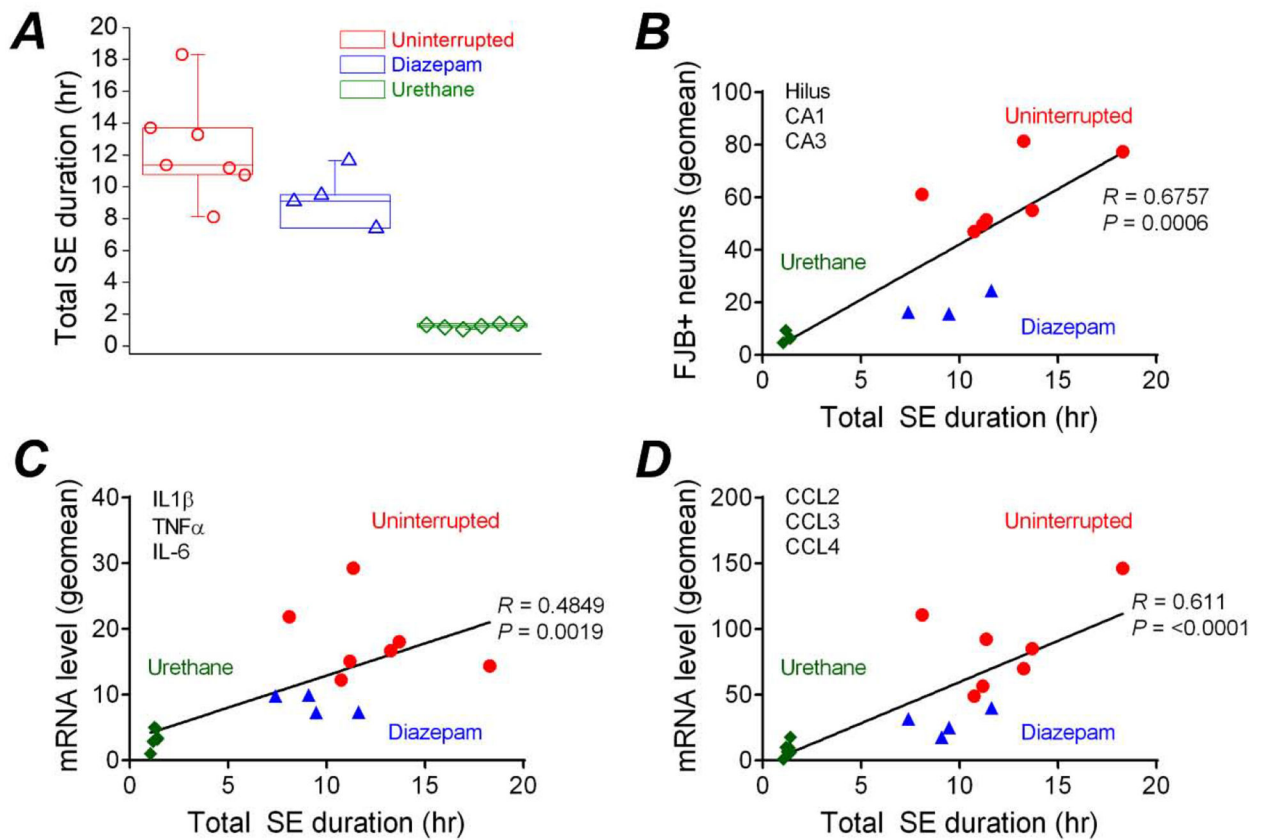 A
Total SE duration (hr)
20
18
16
14
12
10
8
6
4
2
0
Uninterrupted
Diazepam
Urethane
B
FJB+ neurons (geomean)
100
80
60
40
20
0
Hilus
CA1
CA3
Uninterrupted
R = 0.6757
P = 0.0006
Urethane
Diazepam
0 5 10 15 20
Total SE duration (hr)
C
mRNA level (geomean)
40
30
20
10
0
IL1β
TNFα
IL-6
Uninterrupted
R = 0.4849
P = 0.0019
Urethane
Diazepam
0 5 10 15 20
Total SE duration (hr)
D
mRNA level (geomean)
200
150
100
50
0
CCL2
CCL3
CCL4
Uninterrupted
R = 0.611
P = <0.0001
Urethane
Diazepam
0 5 10 15 20
Total SE duration (hr)